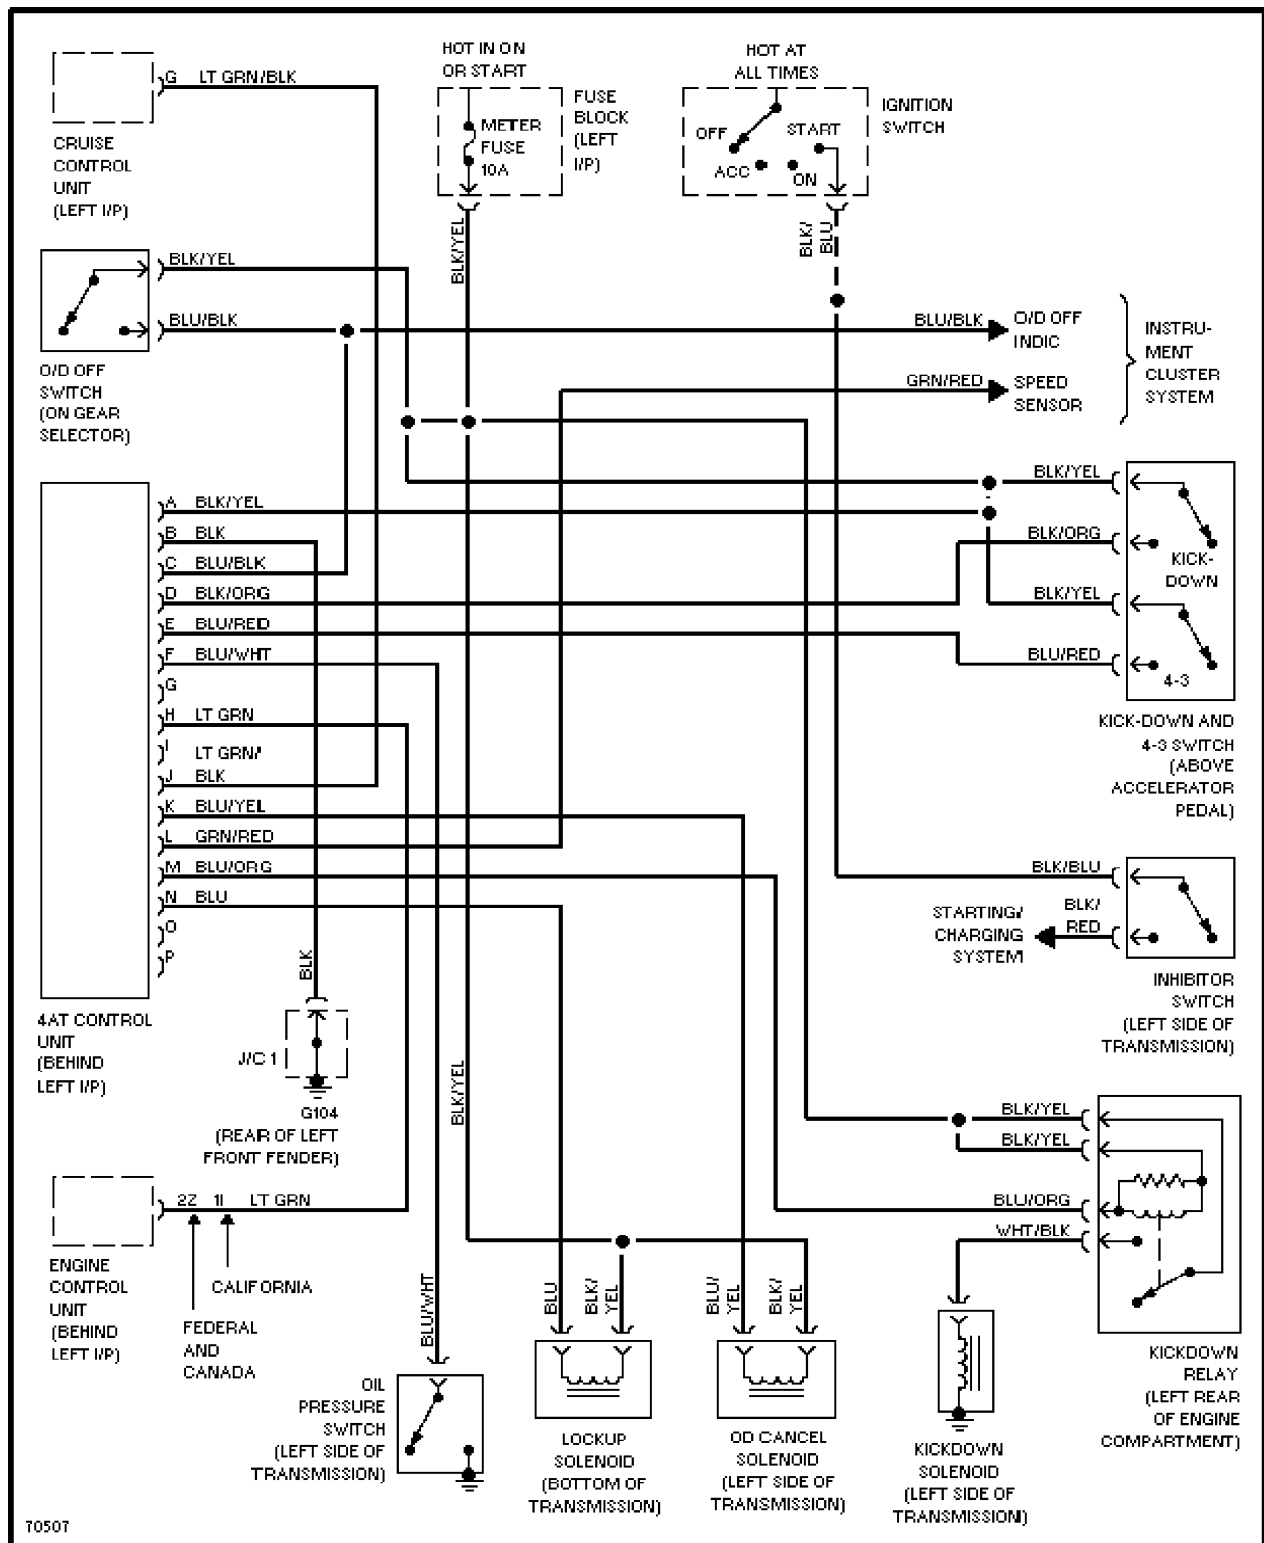 HOT IN ON
OR START
HOT AT
ALL TIMES
G LT GRN/BLK
CRUISE
CONTROL
UNIT
(LEFT I/P)
METER
FUSE
10A
FUSE
BLOCK
(LEFT
I/P)
OFF
START
ACC
ON
IGNITION
SWITCH
BLK/YEL
BLK/
BLU
BLK/YEL
BLU/BLK
O/D OFF
SWITCH
(ON GEAR
SELECTOR)
BLU/BLK
O/D OFF
INDIC
GRN/RED
SPEED
SENSOR
INSTRU-
MENT
CLUSTER
SYSTEM
A BLK/YEL
B BLK
C BLU/BLK
D BLK/ORG
E BLU/RED
F BLU/WHT
G
H LT GRN
I LT GRN/
J BLK
K BLU/YEL
L GRN/RED
M BLU/ORG
N BLU
O
P
4AT CONTROL
UNIT
(BEHIND
LEFT I/P)
BLK/YEL
BLK/ORG
KICK-
DOWN
BLK/YEL
BLU/RED
4-3
KICK-DOWN AND
4-3 SWITCH
(ABOVE
ACCELERATOR
PEDAL)
BLK/BLU
BLK/
RED
STARTING/
CHARGING
SYSTEM
INHIBITOR
SWITCH
(LEFT SIDE OF
TRANSMISSION)
BLK
J/C 1
G104
(REAR OF LEFT
FRONT FENDER)
BLK/YEL
BLK/YEL
BLK/YEL
BLU/ORG
WHT/BLK
KICKDOWN
RELAY
(LEFT REAR
OF ENGINE
COMPARTMENT)
2Z 1I LT GRN
ENGINE
CONTROL
UNIT
(BEHIND
LEFT I/P)
CALIFORNIA
FEDERAL
AND
CANADA
BLU/WHT
OIL
PRESSURE
SWITCH
(LEFT SIDE OF
TRANSMISSION)
BLU
BLK/
YEL
LOCKUP
SOLENOID
(BOTTOM OF
TRANSMISSION)
BLU/
YEL
BLK/
YEL
OD CANCEL
SOLENOID
(LEFT SIDE OF
TRANSMISSION)
KICKDOWN
SOLENOID
(LEFT SIDE OF
TRANSMISSION)
70507